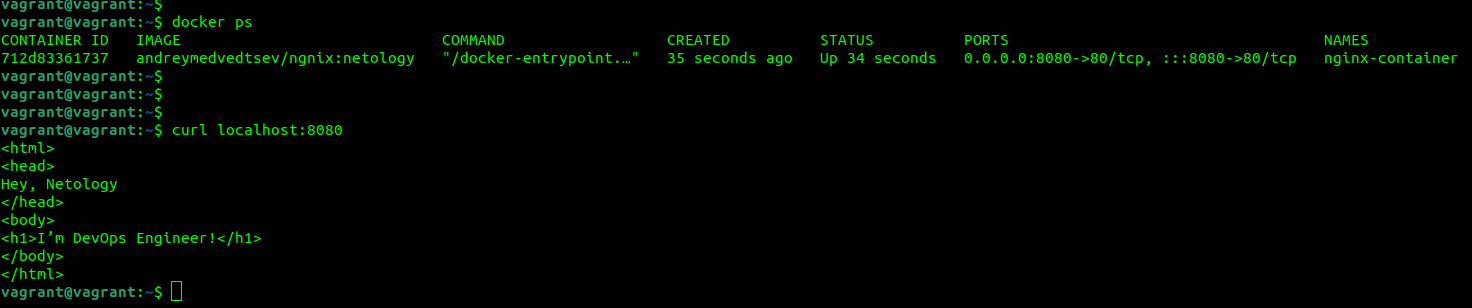 vagrant@vagrant:~$
vagrant@vagrant:~$ docker ps
CONTAINER ID   IMAGE                             COMMAND                  CREATED          STATUS          PORTS                                   NAMES
712d83361737   andreymedvedtsev/ngnix:netology   "/docker-entrypoint.…"   35 seconds ago   Up 34 seconds   0.0.0.0:8080->80/tcp, :::8080->80/tcp   nginx-container
vagrant@vagrant:~$
vagrant@vagrant:~$
vagrant@vagrant:~$
vagrant@vagrant:~$ curl localhost:8080
<html>
<head>
Hey, Netology
</head>
<body>
<h1>I’m DevOps Engineer!</h1>
</body>
</html>
vagrant@vagrant:~$